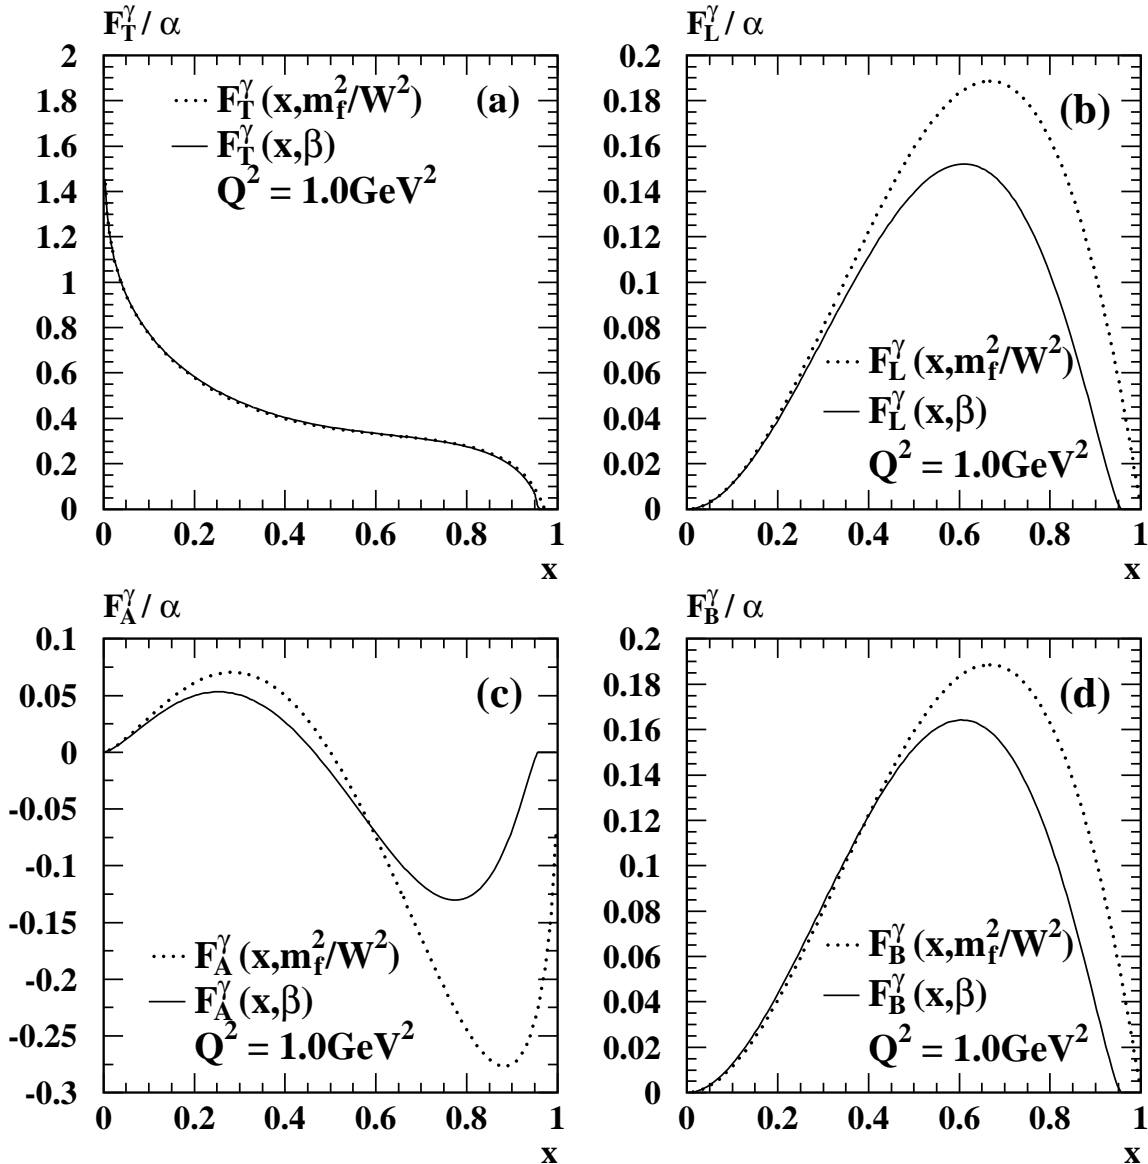 F_T^γ / α
2
1.8
1.6
1.4
1.2
1
0.8
0.6
0.4
0.2
0
F_T^γ (x,m_f^2/W^2)
(a)
F_T^γ (x,β)
Q^2 = 1.0GeV^2
0 0.2 0.4 0.6 0.8 1
x
F_L^γ / α
0.2
0.18
0.16
0.14
0.12
0.1
0.08
0.06
0.04
0.02
0
(b)
F_L^γ (x,m_f^2/W^2)
F_L^γ (x,β)
Q^2 = 1.0GeV^2
0 0.2 0.4 0.6 0.8 1
x
F_A^γ / α
0.1
0.05
0
-0.05
-0.1
-0.15
-0.2
-0.25
-0.3
(c)
F_A^γ (x,m_f^2/W^2)
F_A^γ (x,β)
Q^2 = 1.0GeV^2
0 0.2 0.4 0.6 0.8 1
x
F_B^γ / α
0.2
0.18
0.16
0.14
0.12
0.1
0.08
0.06
0.04
0.02
0
(d)
F_B^γ (x,m_f^2/W^2)
F_B^γ (x,β)
Q^2 = 1.0GeV^2
0 0.2 0.4 0.6 0.8 1
x